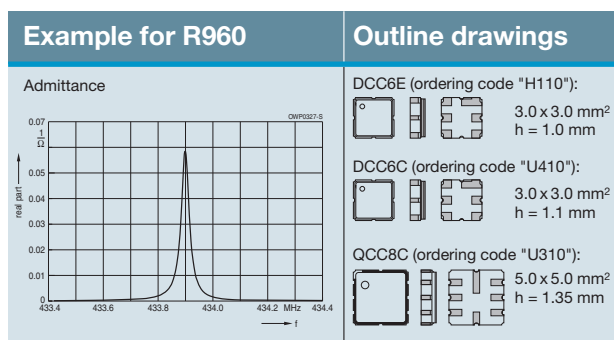 Example for R960
Admittance
OWP0327-S
0.07
1
Ω
0.05
0.04
0.03
0.02
0.01
0
real part
433.4 433.6 433.8 434.0 434.2 MHz 434.4
f
Outline drawings
DCC6E (ordering code "H110"):
3.0 x 3.0 mm²
h = 1.0 mm
DCC6C (ordering code "U410"):
3.0 x 3.0 mm²
h = 1.1 mm
QCC8C (ordering code "U310"):
5.0 x 5.0 mm²
h = 1.35 mm